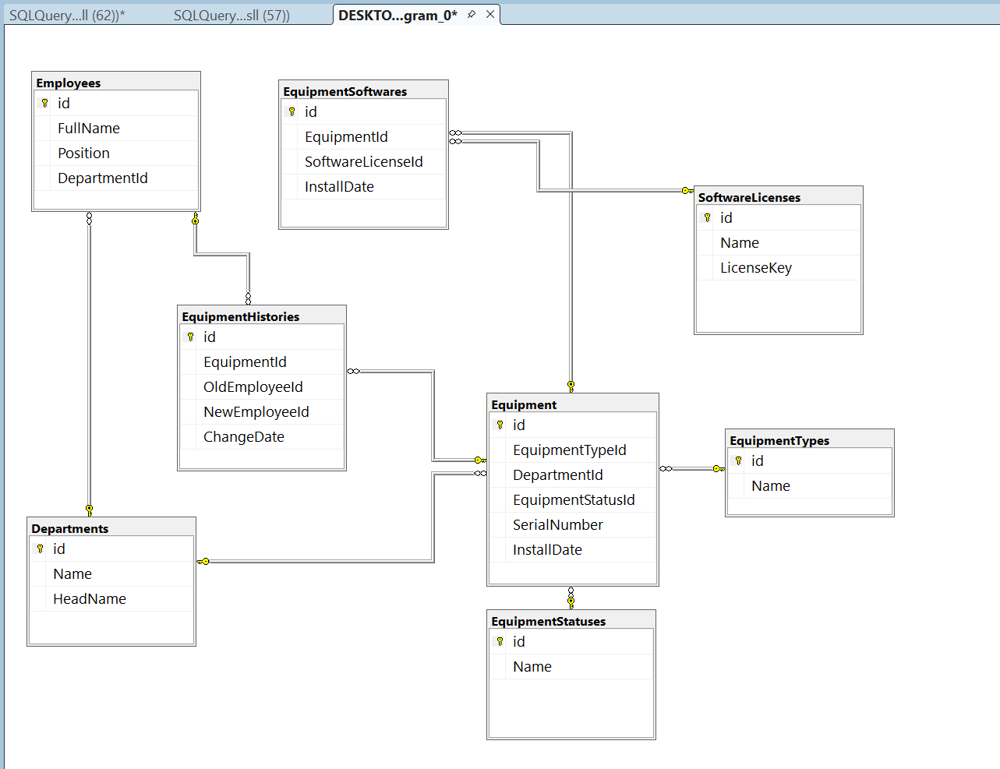 SQLQuery...ll (62))*
SQLQuery...sll (57))
DESKTO...gram_0*
Employees
id
FullName
Position
DepartmentId
EquipmentSoftwares
id
EquipmentId
SoftwareLicenseId
InstallDate
SoftwareLicenses
id
Name
LicenseKey
EquipmentHistories
id
EquipmentId
OldEmployeeId
NewEmployeeId
ChangeDate
Equipment
id
EquipmentTypeId
DepartmentId
EquipmentStatusId
SerialNumber
InstallDate
EquipmentTypes
id
Name
Departments
id
Name
HeadName
EquipmentStatuses
id
Name